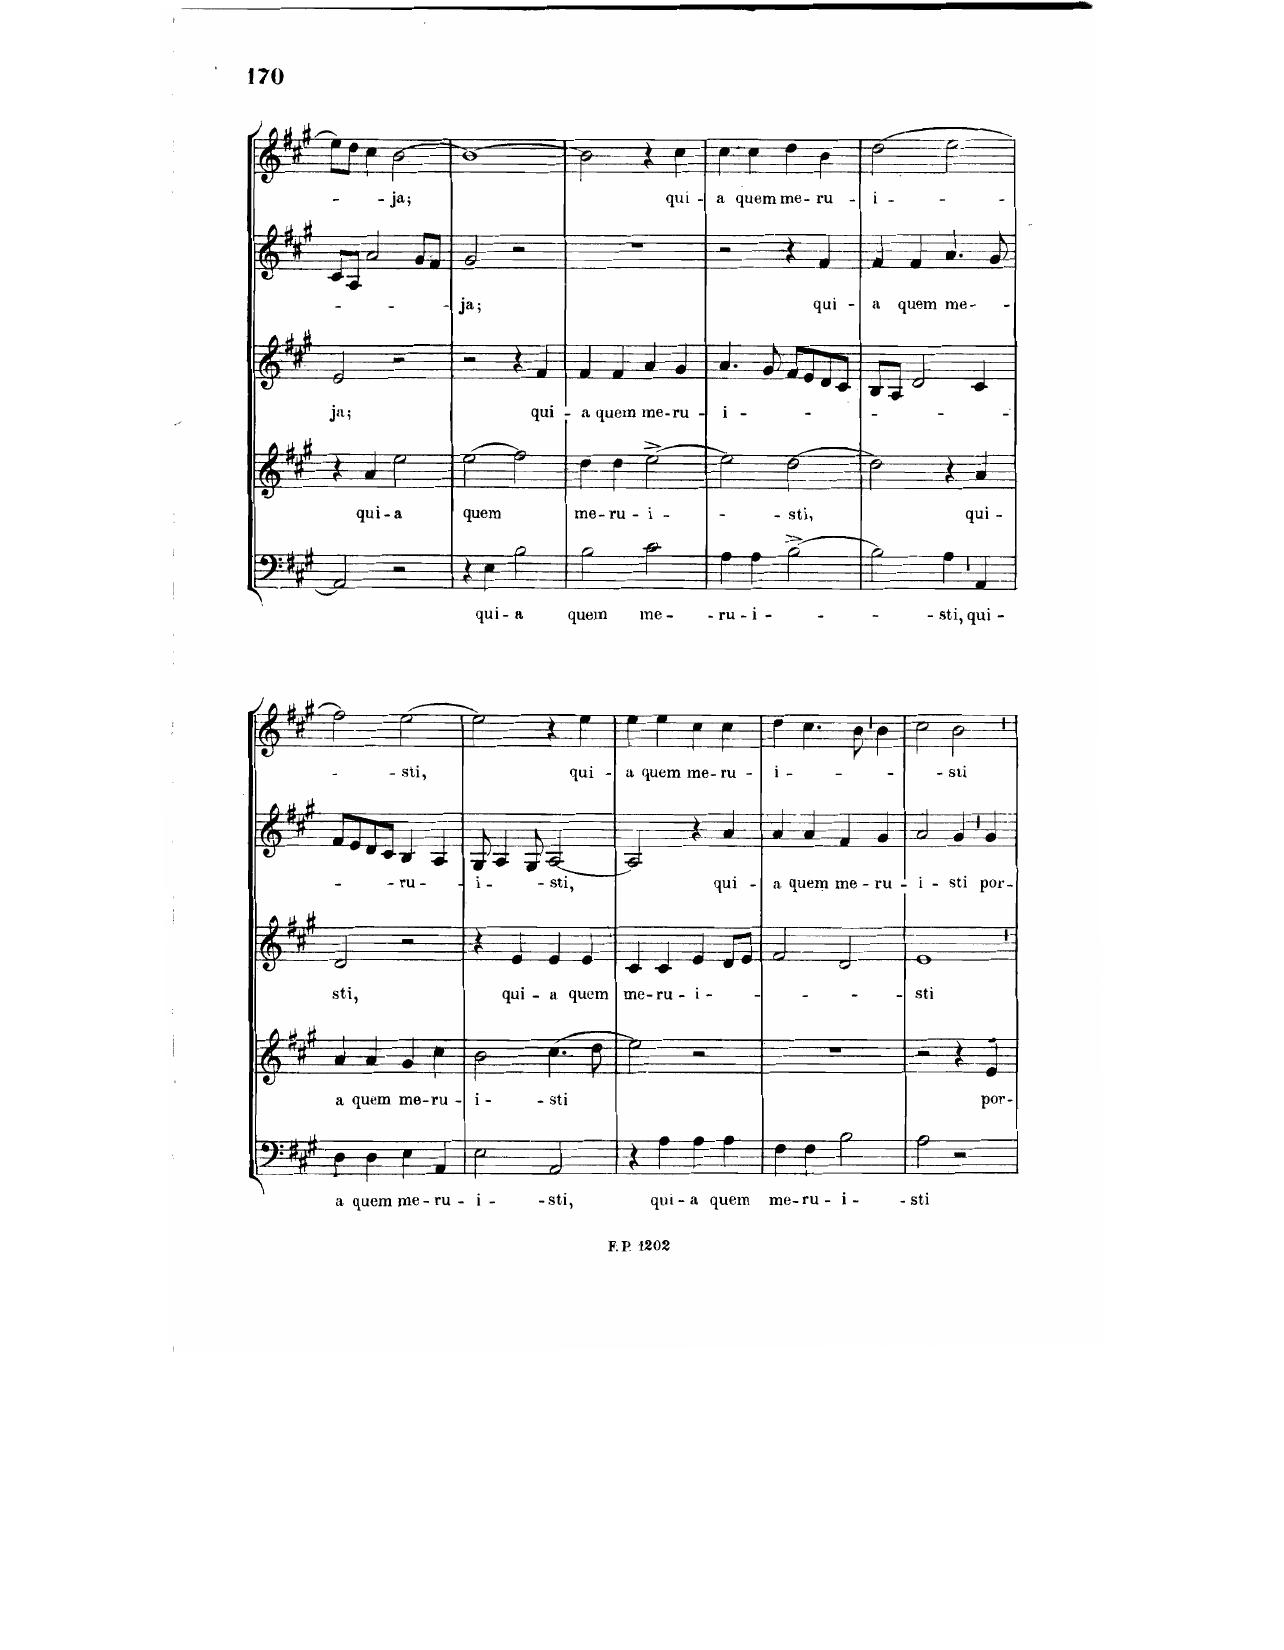 170
- - ja; qui - a quem me - ru - i - - -
- - - ja; qui - a quem me - -
ja; qui - a quem me - ru - i - - - - -
qui - a quem me - ru - i - - - sti, qui -
qui - a quem me - - ru - i - - - - sti, qui -
- - sti, qui - a quem me - ru - i - - - - sti
- - - ru - - i - - sti, qui - a quem me - ru - i - sti por-
sti, qui - a quem me - ru - i - - - - sti
a quem me - ru - i - - sti por-
a quem me - ru - i - - sti, qui - a quem me - ru - i - - sti
F. P. 1202